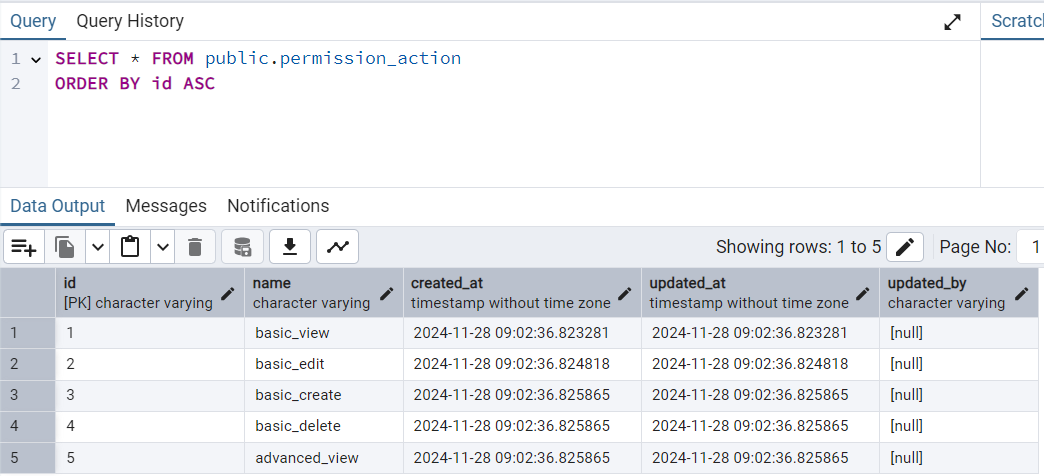 Query Query History Scratch
1 SELECT * FROM public.permission_action
2 ORDER BY id ASC
Data Output Messages Notifications
Showing rows: 1 to 5 Page No: 1
id name created_at updated_at updated_by
[PK] character varying character varying timestamp without time zone timestamp without time zone character varying
1 1 basic_view 2024-11-28 09:02:36.823281 2024-11-28 09:02:36.823281 [null]
2 2 basic_edit 2024-11-28 09:02:36.824818 2024-11-28 09:02:36.824818 [null]
3 3 basic_create 2024-11-28 09:02:36.825865 2024-11-28 09:02:36.825865 [null]
4 4 basic_delete 2024-11-28 09:02:36.825865 2024-11-28 09:02:36.825865 [null]
5 5 advanced_view 2024-11-28 09:02:36.825865 2024-11-28 09:02:36.825865 [null]